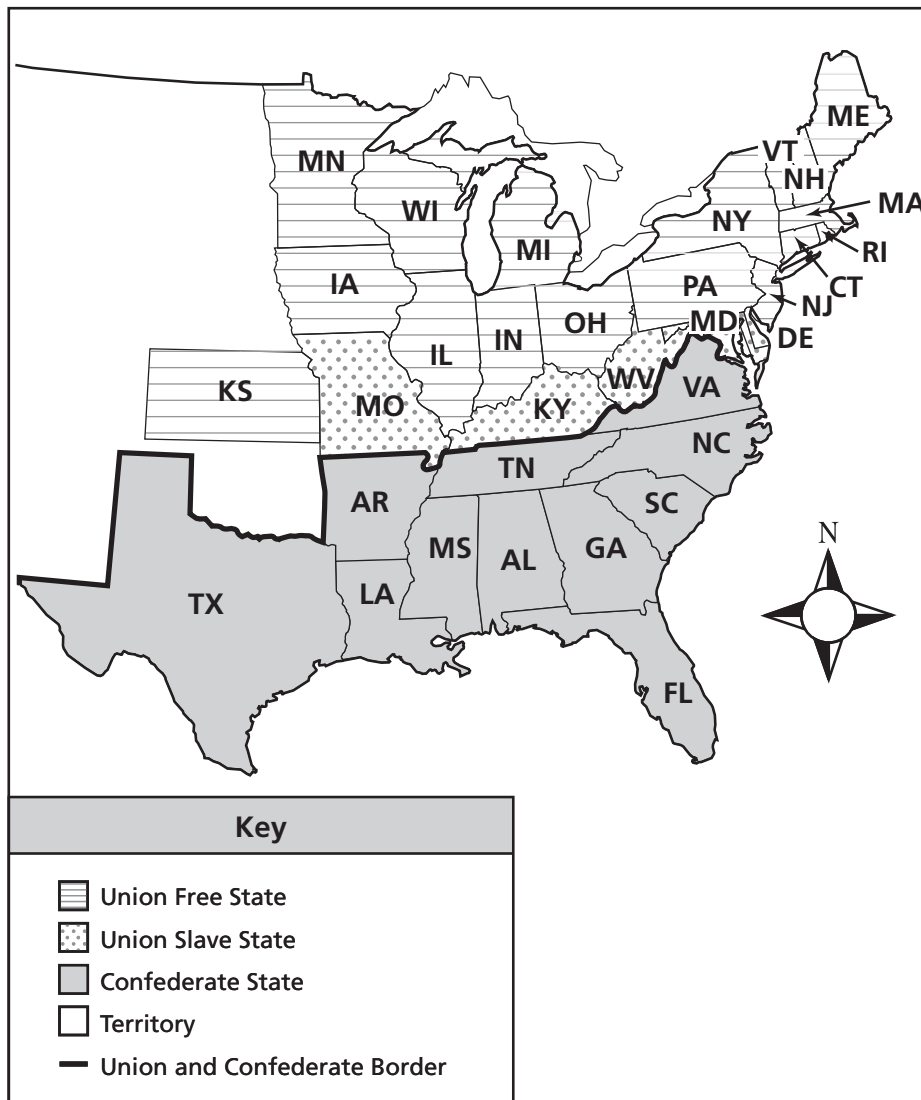 ME
VT
MN
NH
MA
WI
NY
MI
RI
CT
IA
PA
NJ
OH
MD
DE
IL
IN
KS
WV
VA
MO
KY
NC
TN
AR
SC
MS
AL
GA
N
LA
TX
FL
Key
Union Free State
Union Slave State
Confederate State
Territory
Union and Confederate Border